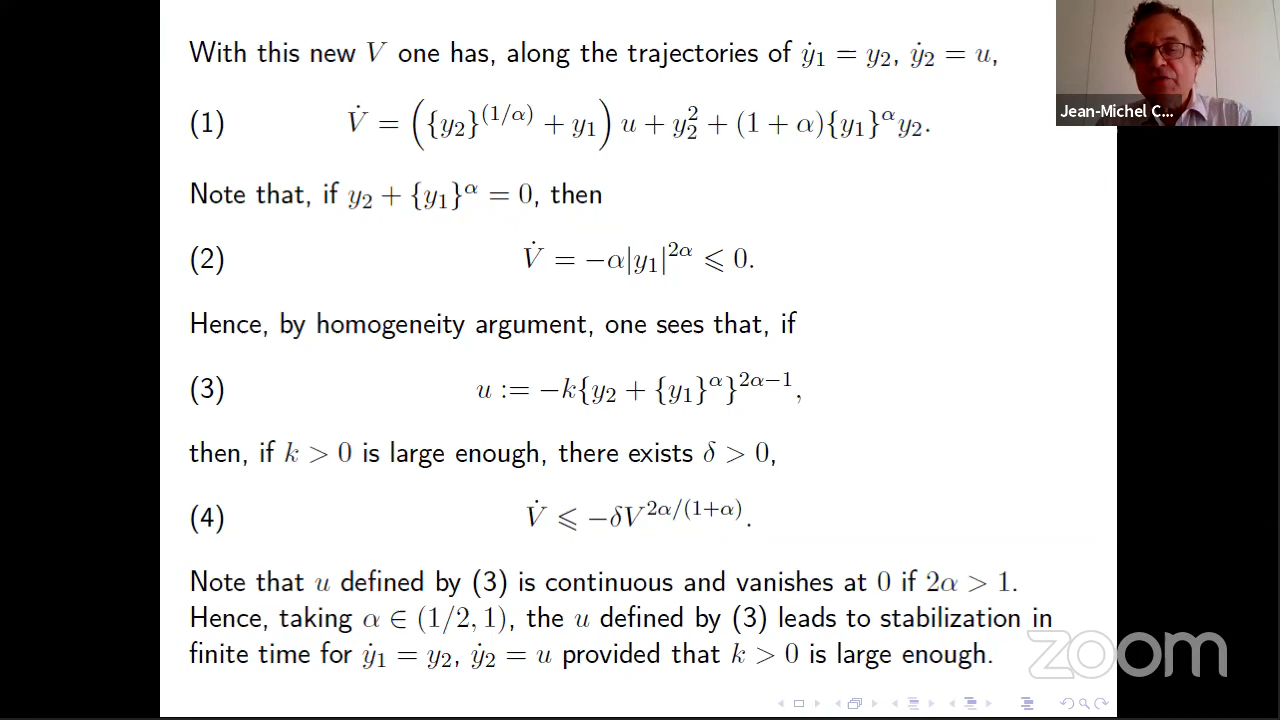 With this new V one has, along the trajectories of ẏ₁ = y₂, ẏ₂ = u,
Jean-Michel C...
(1) V̇ = ({y₂}^(1/α) + y₁) u + y₂² + (1 + α){y₁}^α y₂.
Note that, if y₂ + {y₁}^α = 0, then
(2) V̇ = −α|y₁|^2α ⩽ 0.
Hence, by homogeneity argument, one sees that, if
(3) u := −k{y₂ + {y₁}^α}^2α−1,
then, if k > 0 is large enough, there exists δ > 0,
(4) V̇ ⩽ −δV^2α/(1+α).
Note that u defined by (3) is continuous and vanishes at 0 if 2α > 1.
Hence, taking α ∈ (1/2, 1), the u defined by (3) leads to stabilization in
finite time for ẏ₁ = y₂, ẏ₂ = u provided that k > 0 is large enough.
zoom